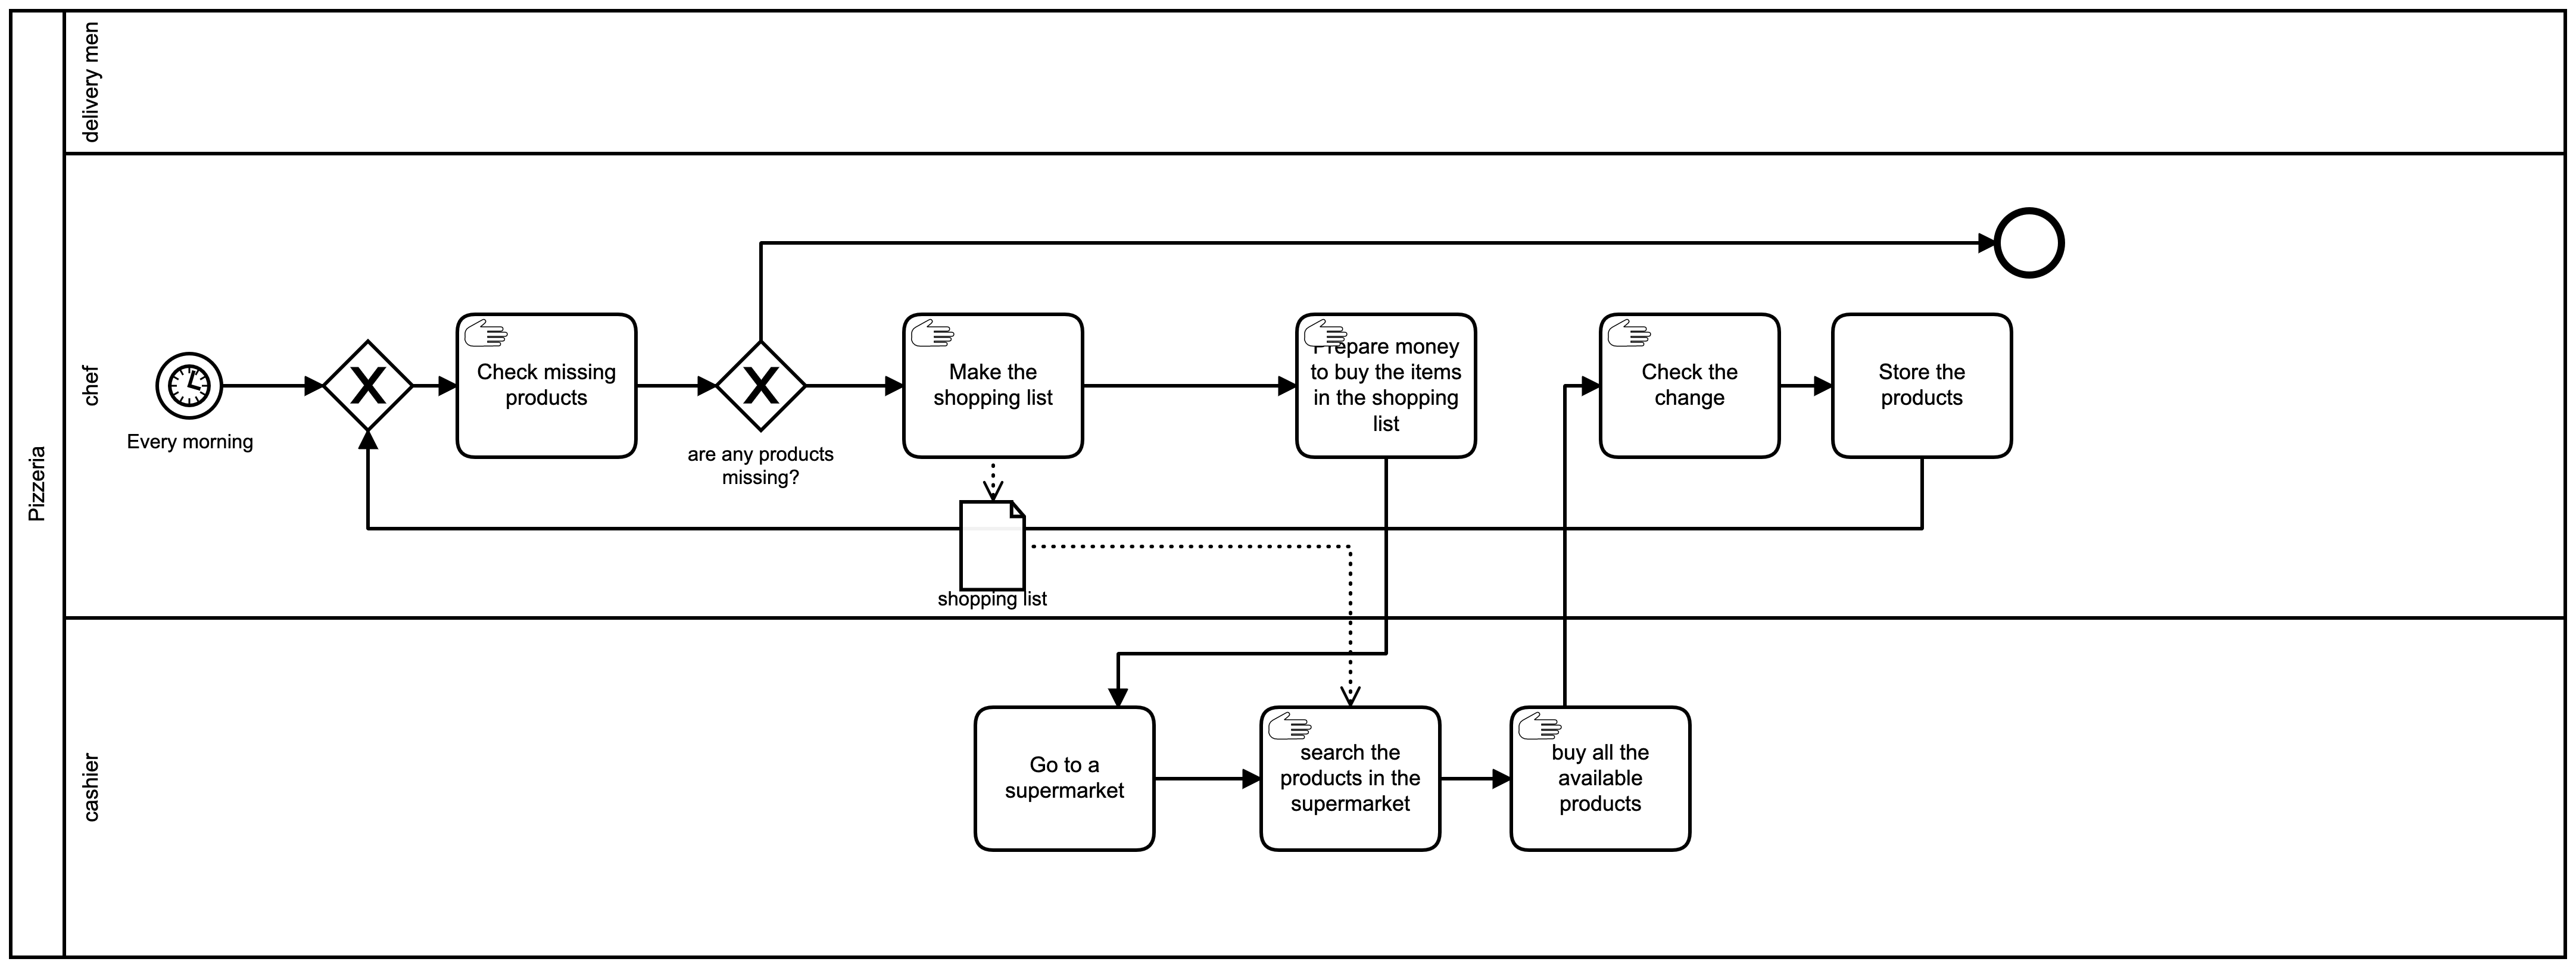 Pizzeria
delivery men
chef
Every morning
Check missing
products
are any products
missing?
Make the
shopping list
shopping list
Prepare money
to buy the items
in the shopping
list
Check the
change
Store the
products
cashier
Go to a
supermarket
search the
products in the
supermarket
buy all the
available
products